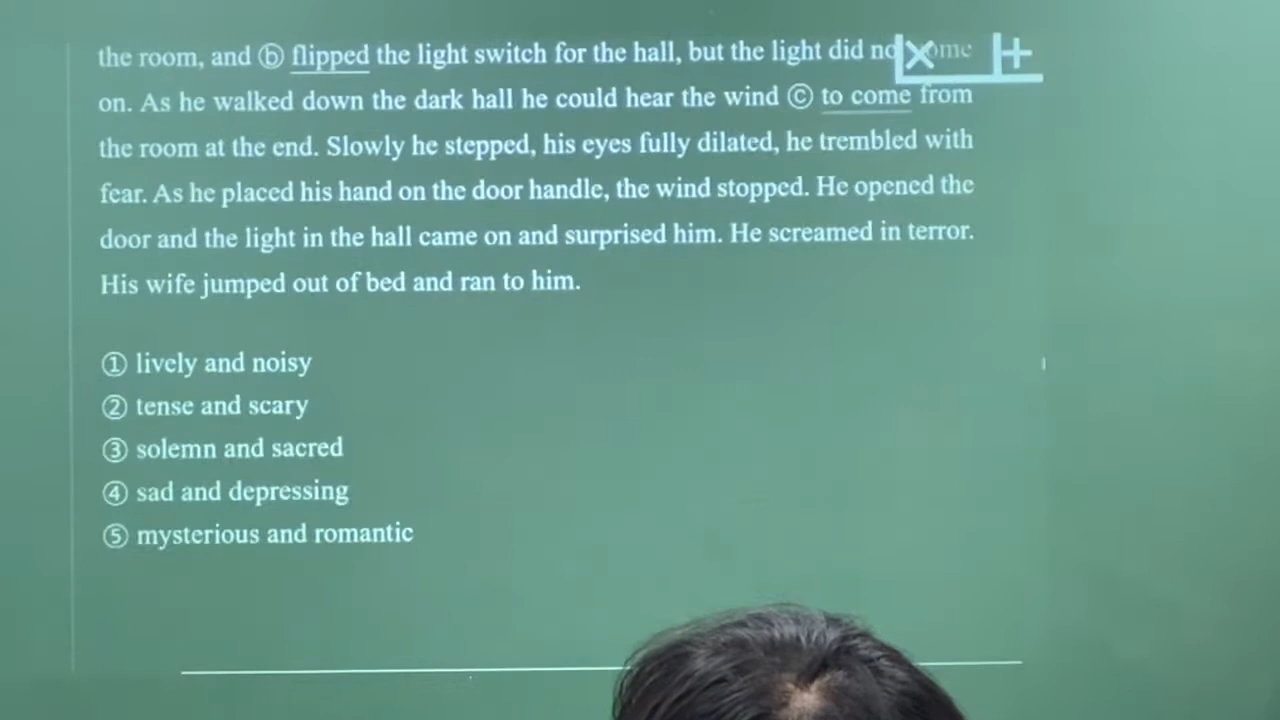 the room, and ⓑ flipped the light switch for the hall, but the light did
on. As he walked down the dark hall he could hear the wind ⓒ to come from
the room at the end. Slowly he stepped, his eyes fully dilated, he trembled with
fear. As he placed his hand on the door handle, the wind stopped. He opened the
door and the light in the hall came on and surprised him. He screamed in terror.
His wife jumped out of bed and ran to him.
① lively and noisy
② tense and scary
③ solemn and sacred
④ sad and depressing
⑤ mysterious and romantic